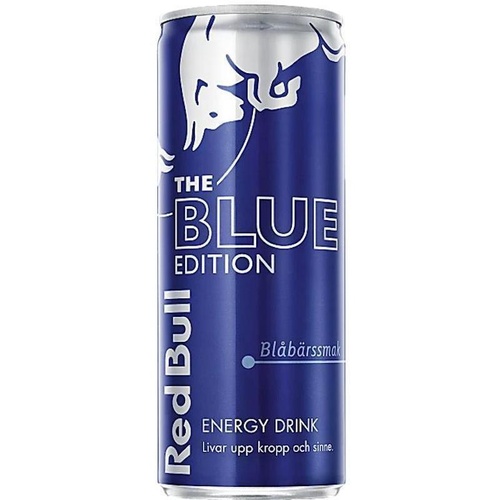 THE
BLUE
EDITION
Red Bull
Blåbärssmak
ENERGY DRINK
Livar upp kropp och sinne.